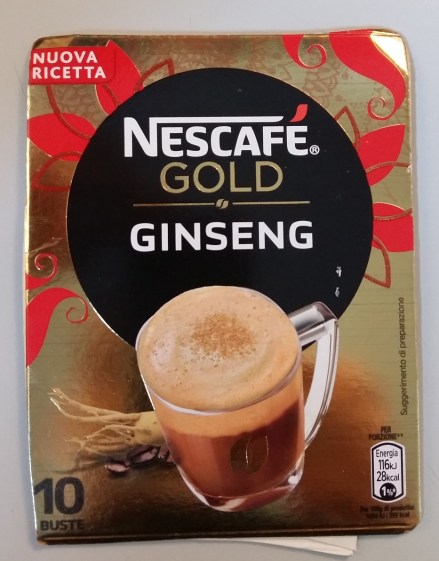 NUOVA
RICETTA
NESCAFÉ®
GOLD
GINSENG
Suggerimento di preparazione
PER
PORZIONE**
Energia
116kJ
28kcal
1%*
10
BUSTE